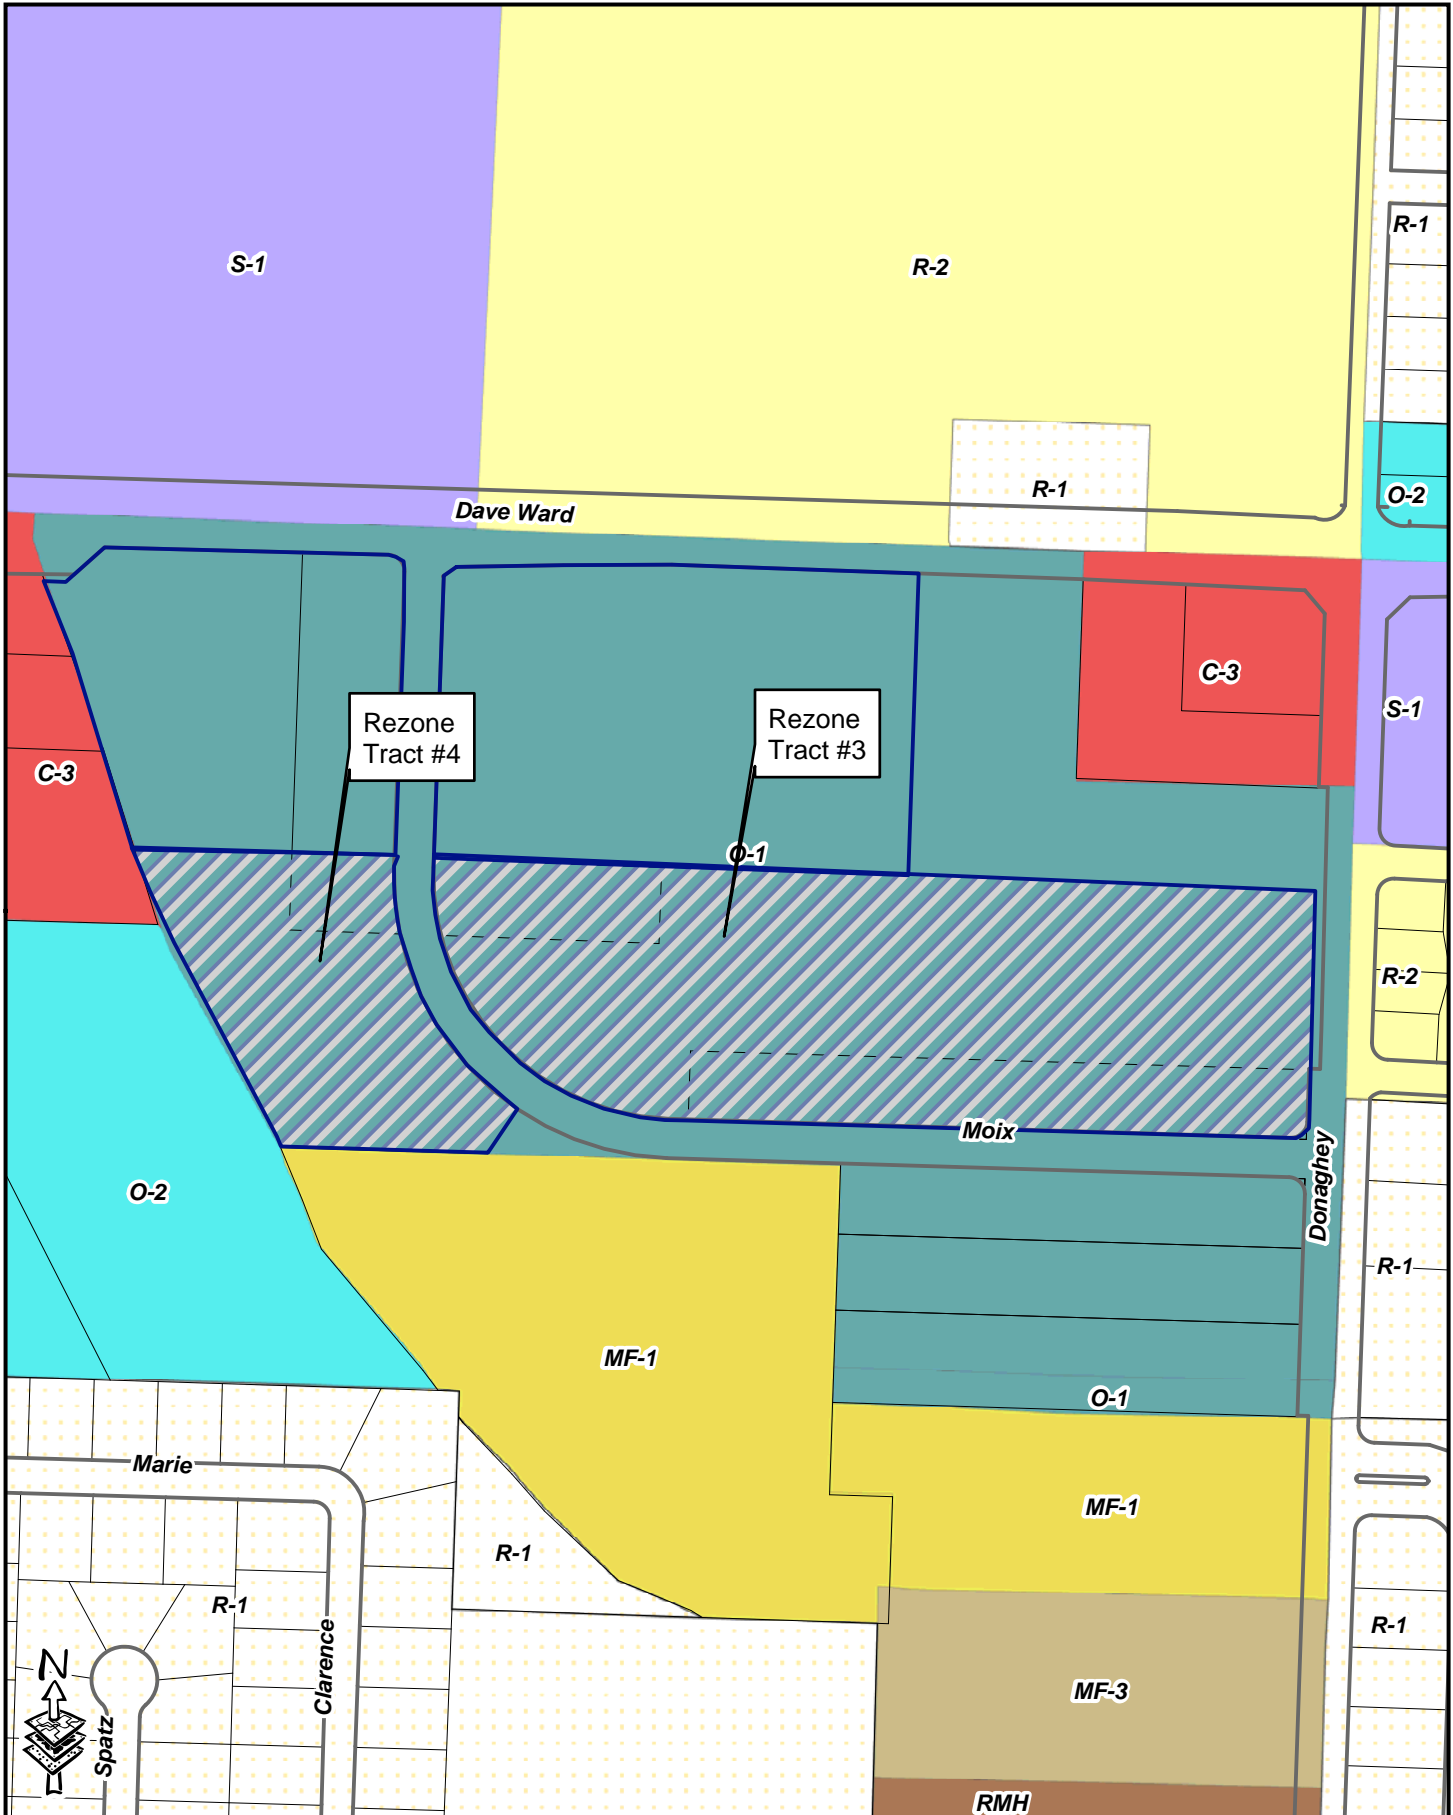 R-1
S-1
R-2
R-1
O-2
Dave Ward
C-3
S-1
Rezone
Tract #4
Rezone
Tract #3
C-3
O-1
R-2
Moix
Donaghey
O-2
R-1
MF-1
O-1
Marie
MF-1
R-1
R-1
R-1
Clarence
N
Spatz
MF-3
RMH